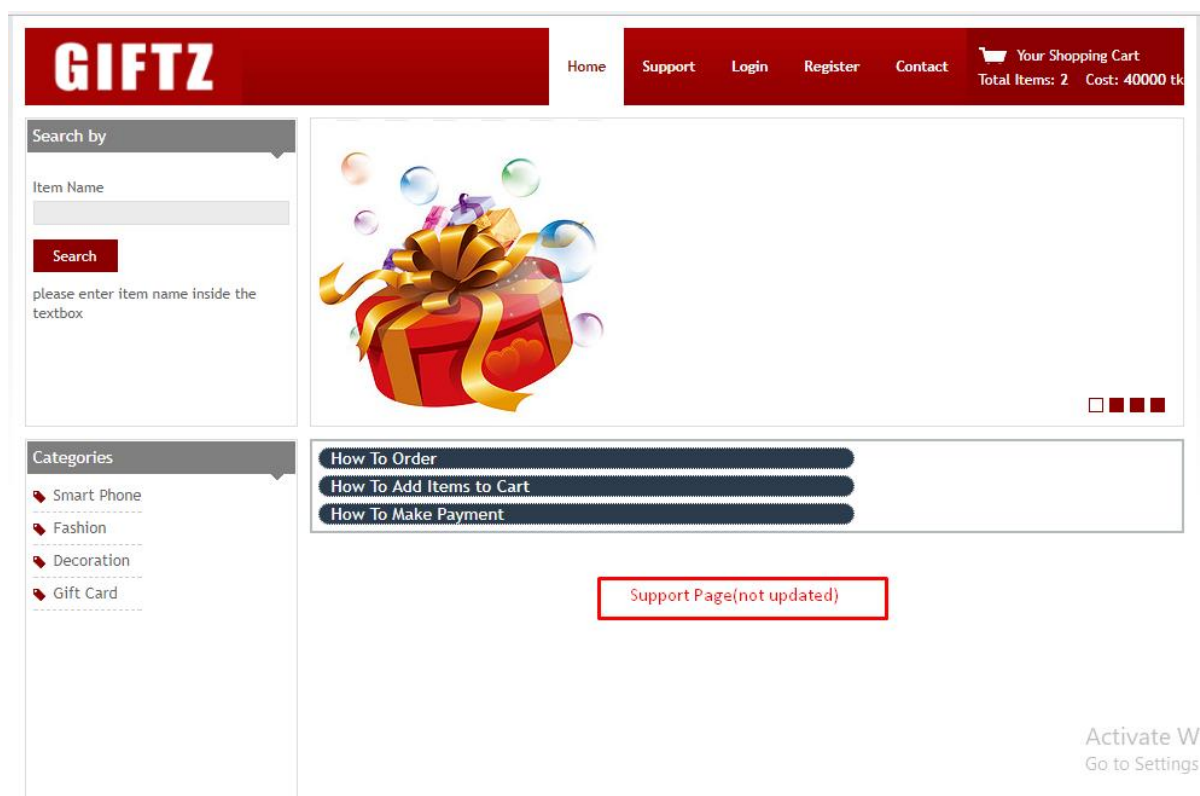 GIFTZ
Home
Support
Login
Register
Contact
Your Shopping Cart
Total Items: 2 Cost: 40000 tk
Search by
Item Name
Search
please enter item name inside the
textbox
Categories
Smart Phone
Fashion
Decoration
Gift Card
How To Order
How To Add Items to Cart
How To Make Payment
Support Page(not updated)
Activate W
Go to Settings